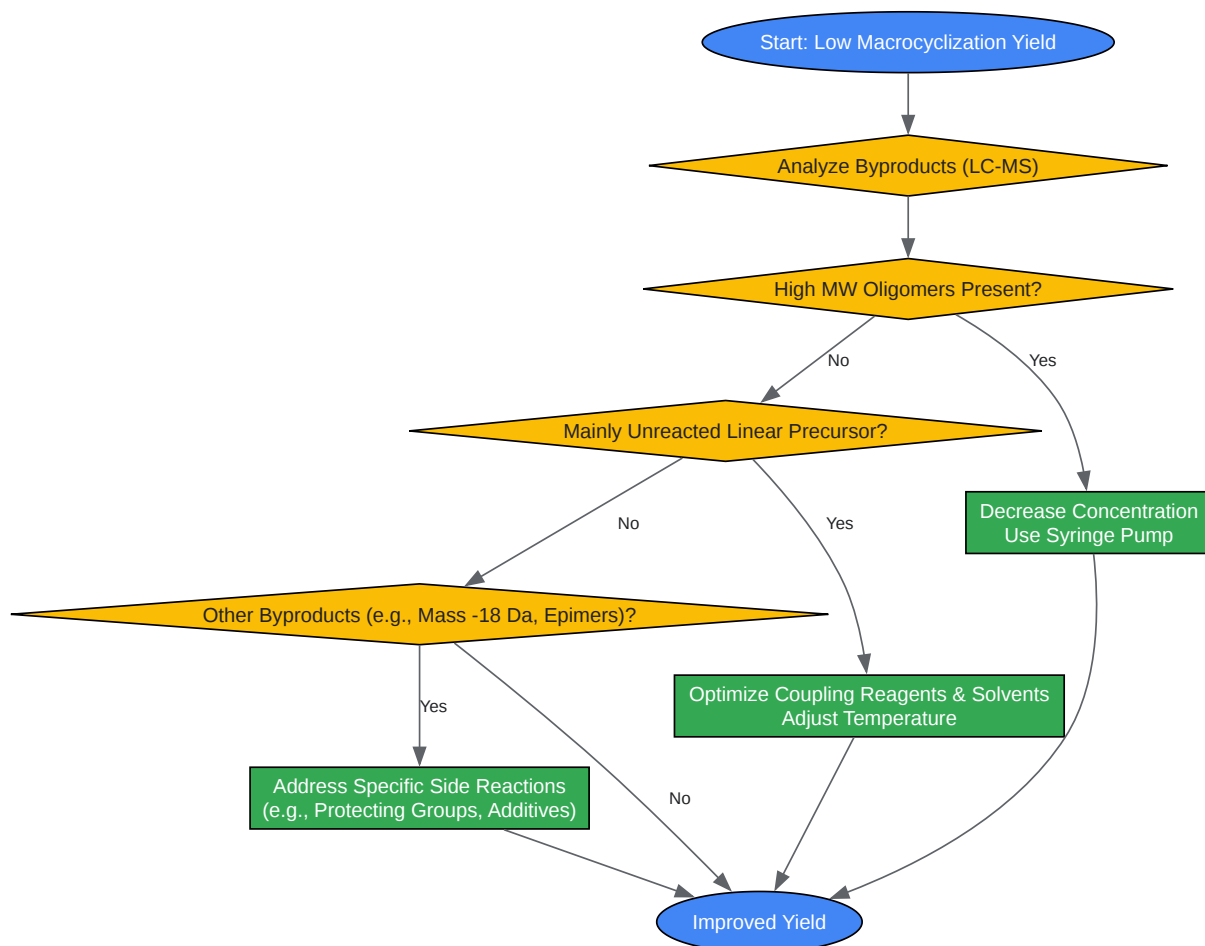 Start: Low Macrocyclization Yield
Analyze Byproducts (LC-MS)
High MW Oligomers Present?
No
Yes
Mainly Unreacted Linear Precursor?
Decrease Concentration
Use Syringe Pump
No
Yes
Other Byproducts (e.g., Mass -18 Da, Epimers)?
Optimize Coupling Reagents & Solvents
Adjust Temperature
Yes
Address Specific Side Reactions
(e.g., Protecting Groups, Additives)
No
Improved Yield